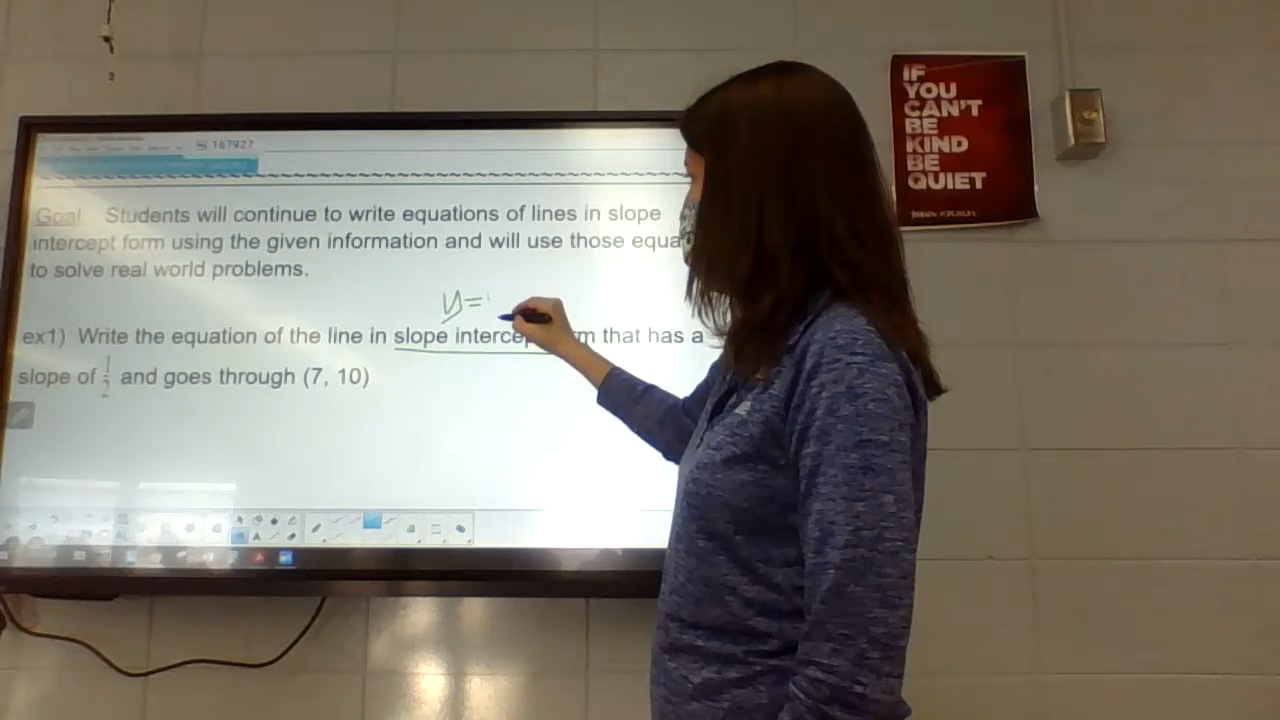 167927
Goal Students will continue to write equations of lines in slope
intercept form using the given information and will use those equa
to solve real world problems.
y=
ex1) Write the equation of the line in slope intercep m that has a
slope of 1/2 and goes through (7, 10)
IF
YOU
CAN'T
BE
KIND
BE
QUIET